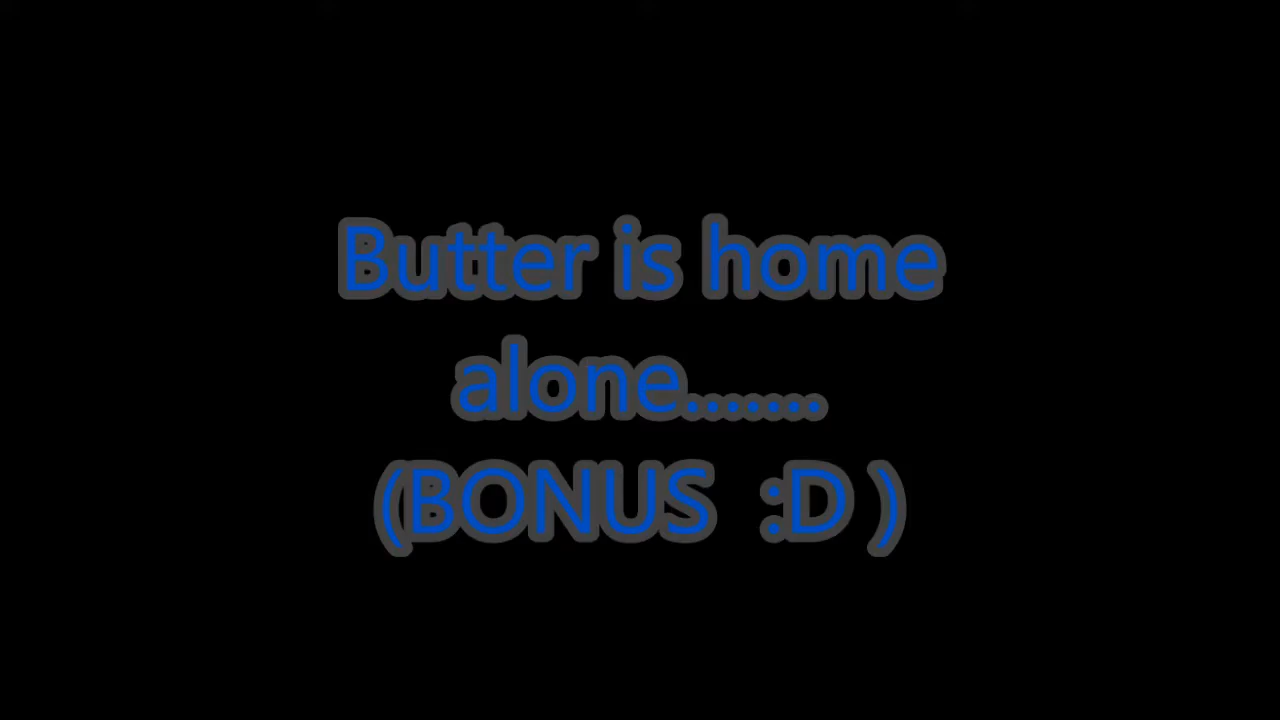 Butter is home
alone.......
(BONUS  :D )